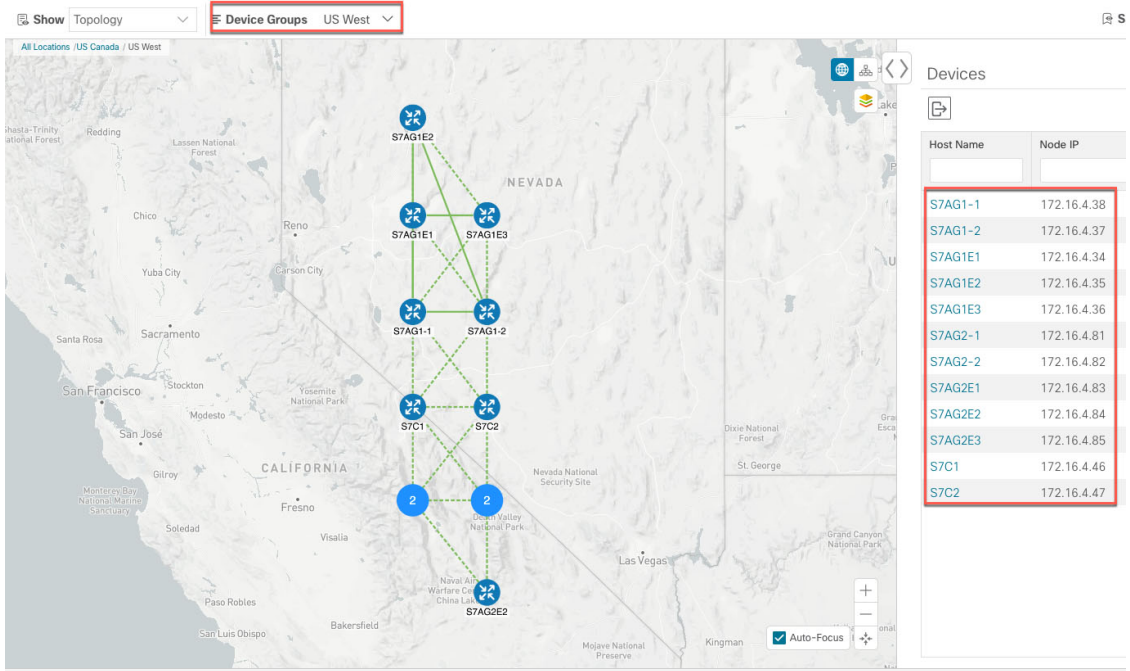 Show Topology Device Groups US West S
All Locations / US Canada / US West
Devices
Host Name Node IP
S7AG1-1 172.16.4.38
S7AG1-2 172.16.4.37
S7AG1E1 172.16.4.34
S7AG1E2 172.16.4.35
S7AG1E3 172.16.4.36
S7AG2-1 172.16.4.81
S7AG2-2 172.16.4.82
S7AG2E1 172.16.4.83
S7AG2E2 172.16.4.84
S7AG2E3 172.16.4.85
S7C1 172.16.4.46
S7C2 172.16.4.47
S7AG1E2
S7AG1E1 S7AG1E3
S7AG1-1 S7AG1-2
S7C1 S7C2
2 2
S7AG2E2
Redding
Lassen National
Forest
NEVADA
Chico
Reno
Yuba City
Carson City
Santa Rosa
Sacramento
San Francisco
Stockton
Yosemite
National Park
Modesto
San José
Dixie National
Forest
St. George
Gilroy
CALIFORNIA
Nevada National
Security Site
Monterey Bay
National Marine
Sanctuary
Fresno
Death Valley
National Park
Soledad
Visalia
Las Vegas
Grand Canyon
National Park
Naval Air
China Lake
Paso Robles
Bakersfield
San Luis Obispo
Mojave National
Preserve
Kingman
Auto-Focus